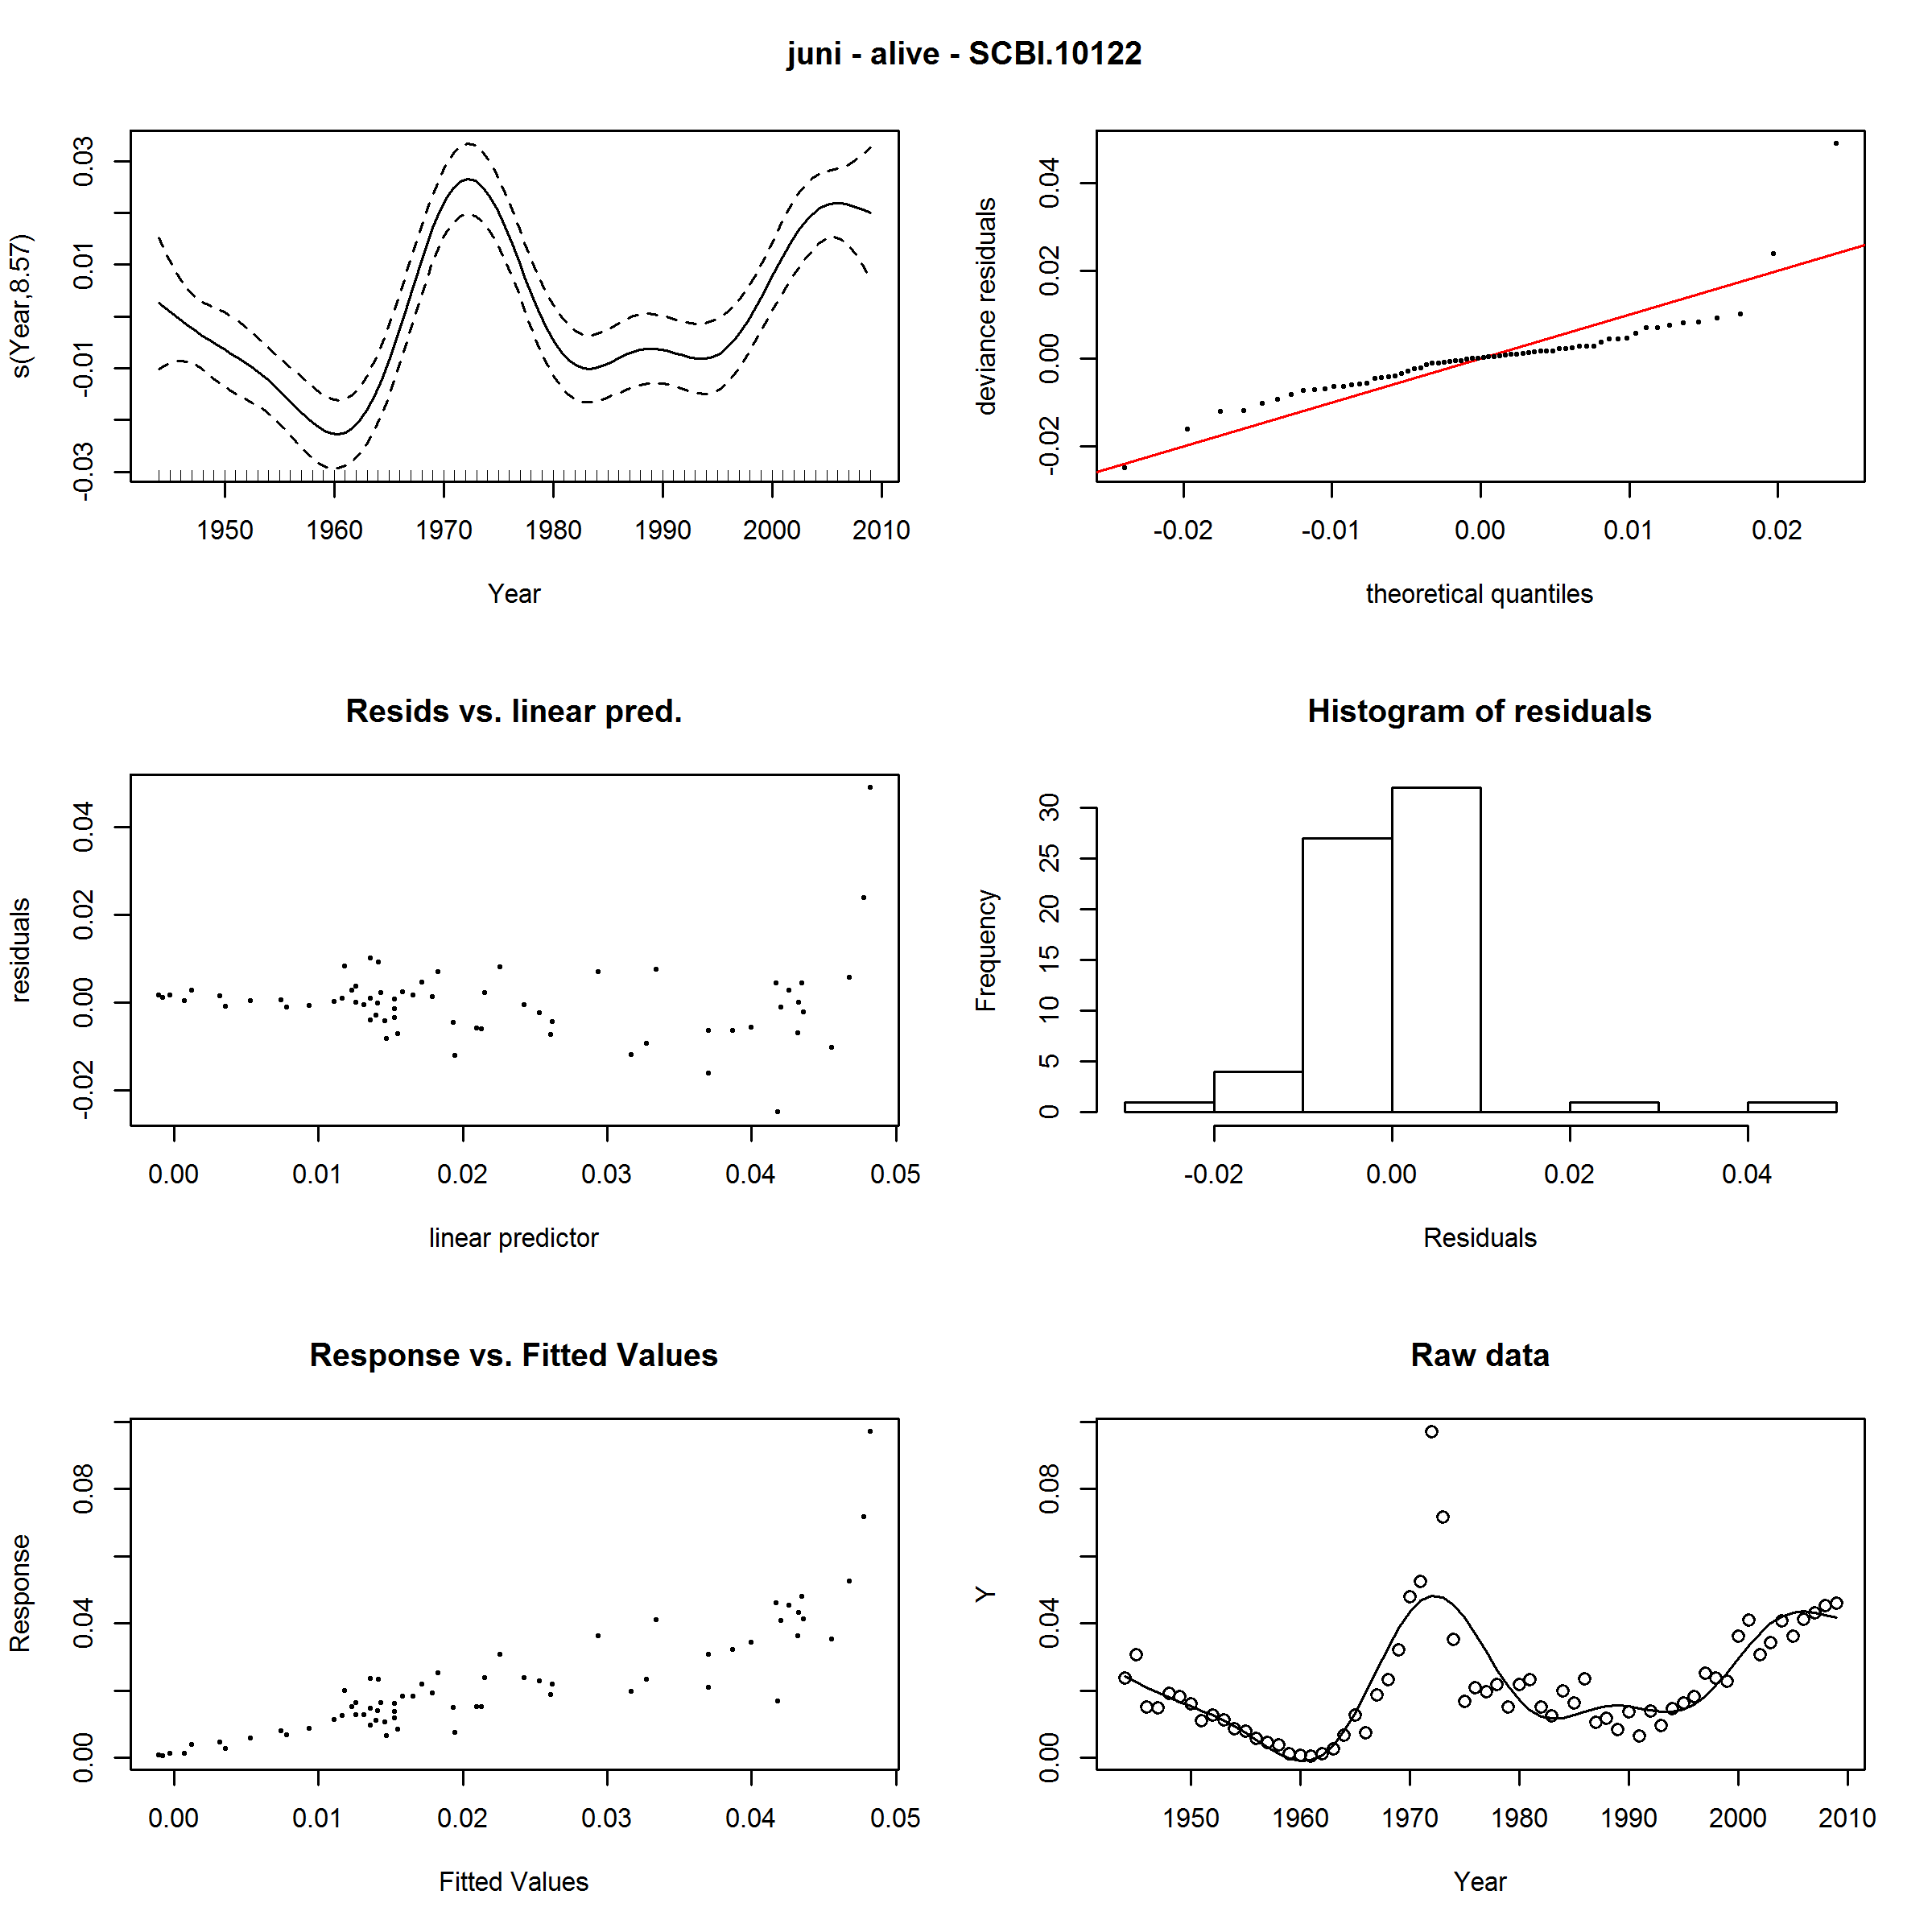 juni - alive - SCBI.10122
s(Year,8.57)
-0.03 -0.01 0.01 0.03
1950 1960 1970 1980 1990 2000 2010
Year
deviance residuals
-0.02 0.00 0.02 0.04
-0.02 -0.01 0.00 0.01 0.02
theoretical quantiles
Resids vs. linear pred.
residuals
-0.02 0.00 0.02 0.04
0.00 0.01 0.02 0.03 0.04 0.05
linear predictor
Histogram of residuals
Frequency
0 5 10 15 20 25 30
-0.02 0.00 0.02 0.04
Residuals
Response vs. Fitted Values
Response
0.00 0.04 0.08
0.00 0.01 0.02 0.03 0.04 0.05
Fitted Values
Raw data
Y
0.00 0.04 0.08
1950 1960 1970 1980 1990 2000 2010
Year